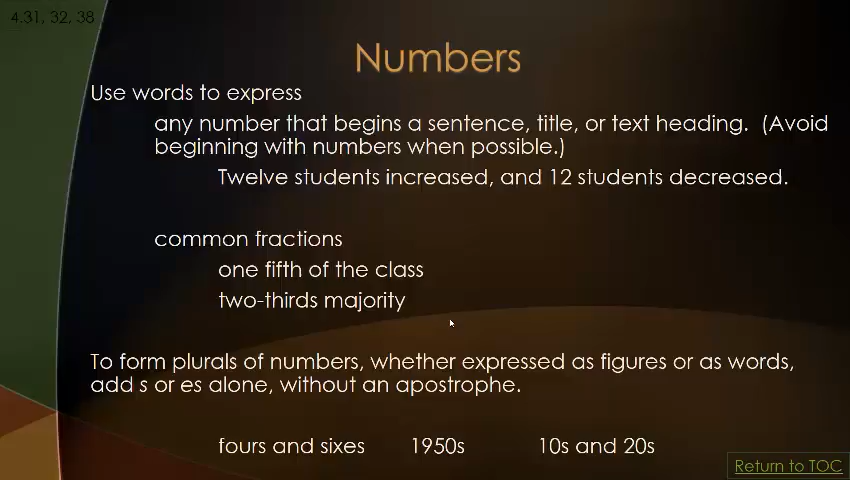 4.31, 32, 38
Numbers
Use words to express
any number that begins a sentence, title, or text heading. (Avoid
beginning with numbers when possible.)
Twelve students increased, and 12 students decreased.
common fractions
one fifth of the class
two-thirds majority
To form plurals of numbers, whether expressed as figures or as words,
add s or es alone, without an apostrophe.
fours and sixes 1950s 10s and 20s
Return to TOC